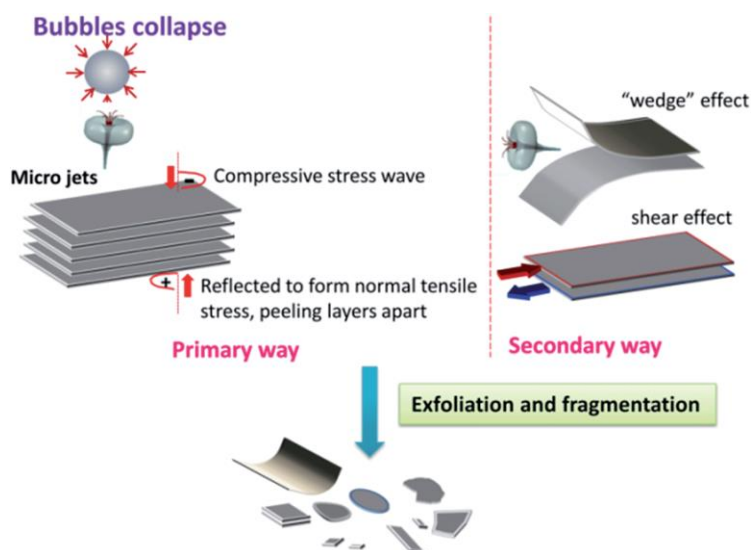 Bubbles collapse
Micro jets
Compressive stress wave
-
+
Reflected to form normal tensile
stress, peeling layers apart
Primary way
“wedge” effect
shear effect
Secondary way
Exfoliation and fragmentation